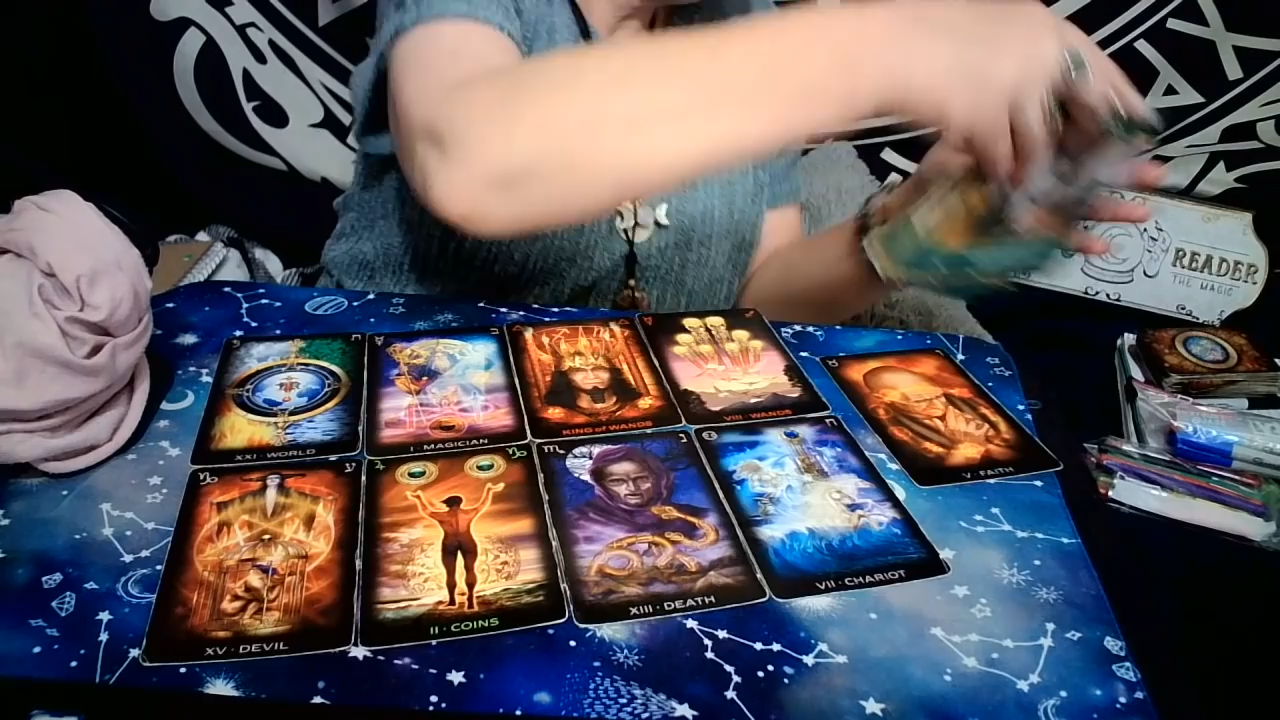 XXI · WORLD
I · MAGICIAN
KING of WANDS
VIII · WANDS
V · FAITH
XV · DEVIL
II · COINS
XIII · DEATH
VII · CHARIOT
READER
THE MAGIC